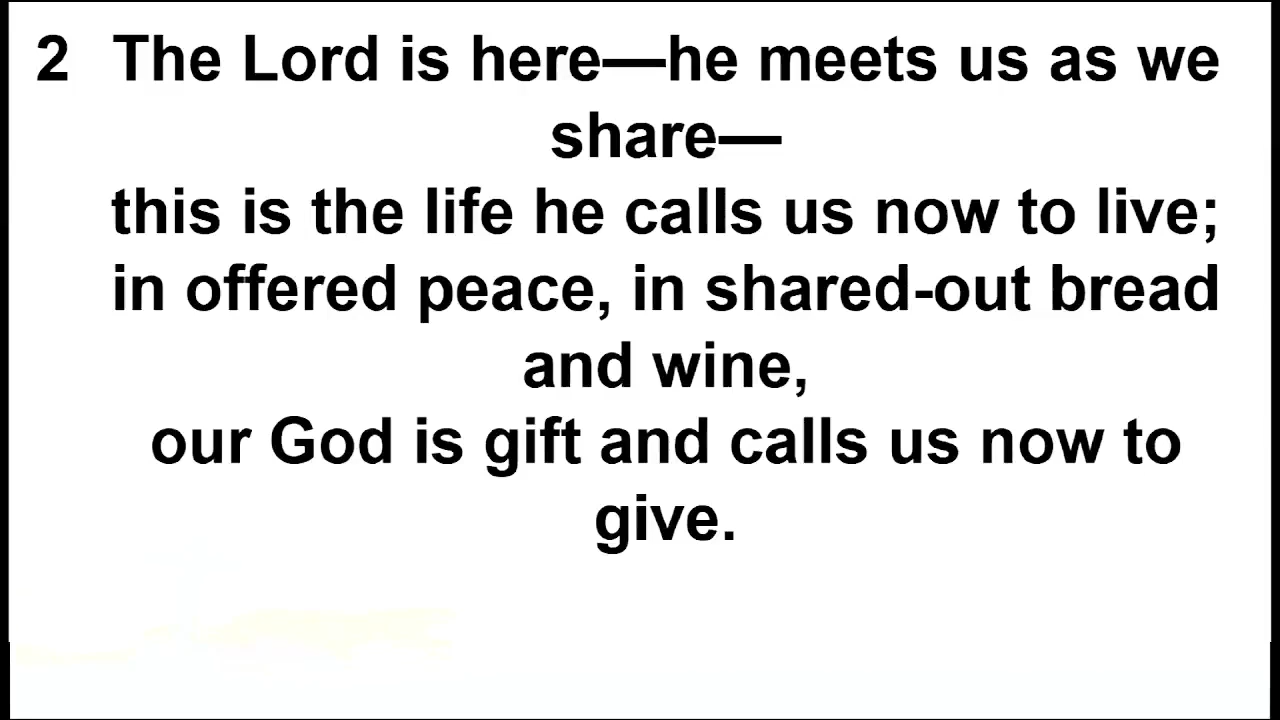 2 The Lord is here—he meets us as we
share—
this is the life he calls us now to live;
in offered peace, in shared-out bread
and wine,
our God is gift and calls us now to
give.